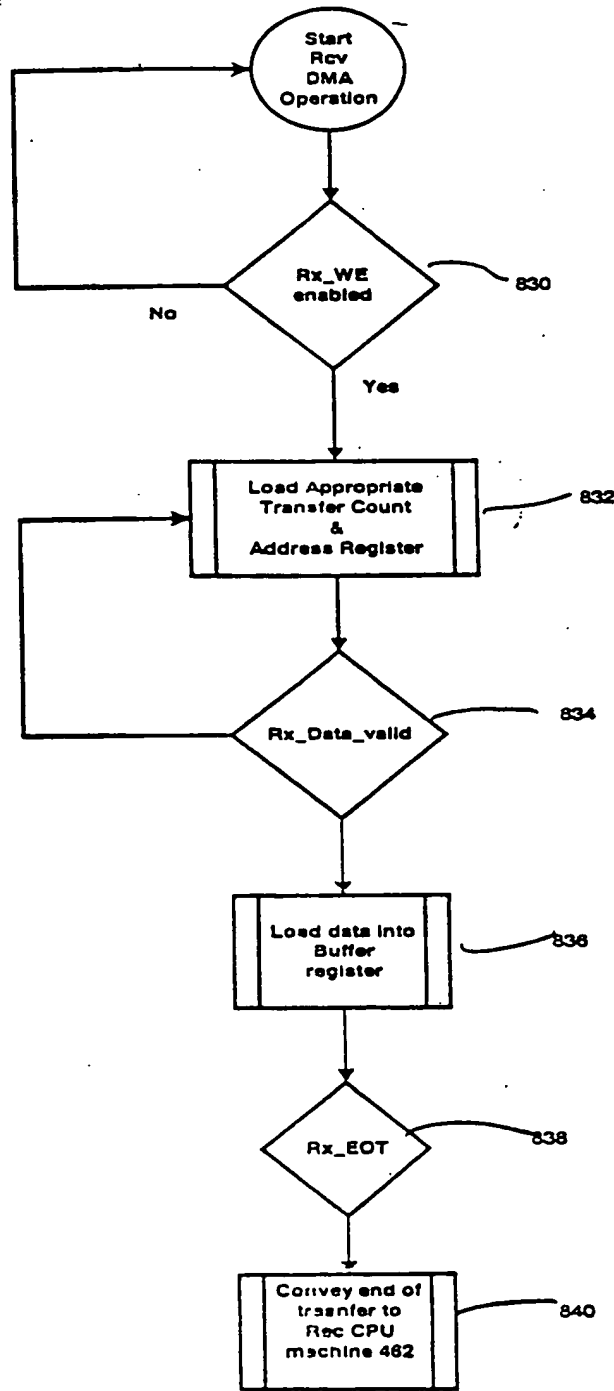 Start
Rcv
DMA
Operation
Rx_WE
enabled
830
No
Yes
Load Appropriate
Transfer Count
&
Address Register
832
Rx_Data_valid
834
Load data into
Buffer
register
836
Rx_EOT
838
Convey end of
trasnfer to
Rec CPU
machine 462
840